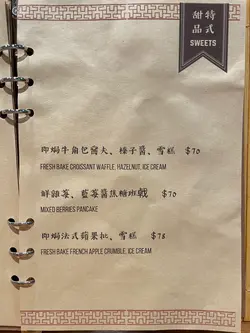 特式
甜品
SWEETS
即焗牛角包窩夫、榛子醬、雪糕 $70
FRESH BAKE CROISSANT WAFFLE, HAZELNUT, ICE CREAM
鮮雜莓、藍莓醬焦糖班戟 $70
MIXED BERRIES PANCAKE
即焗法式蘋果批、雪糕 $78
FRESH BAKE FRENCH APPLE CRUMBLE, ICE CREAM